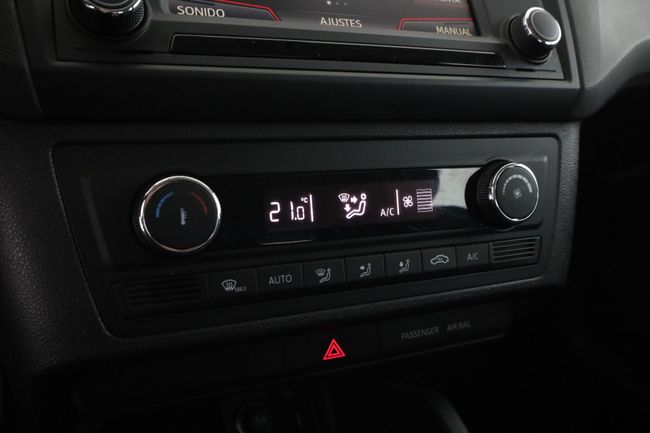 SONIDO
AJUSTES
MANUAL
21.0°C
A/C
MAX
AUTO
A/C
PASSENGER AIR BAG